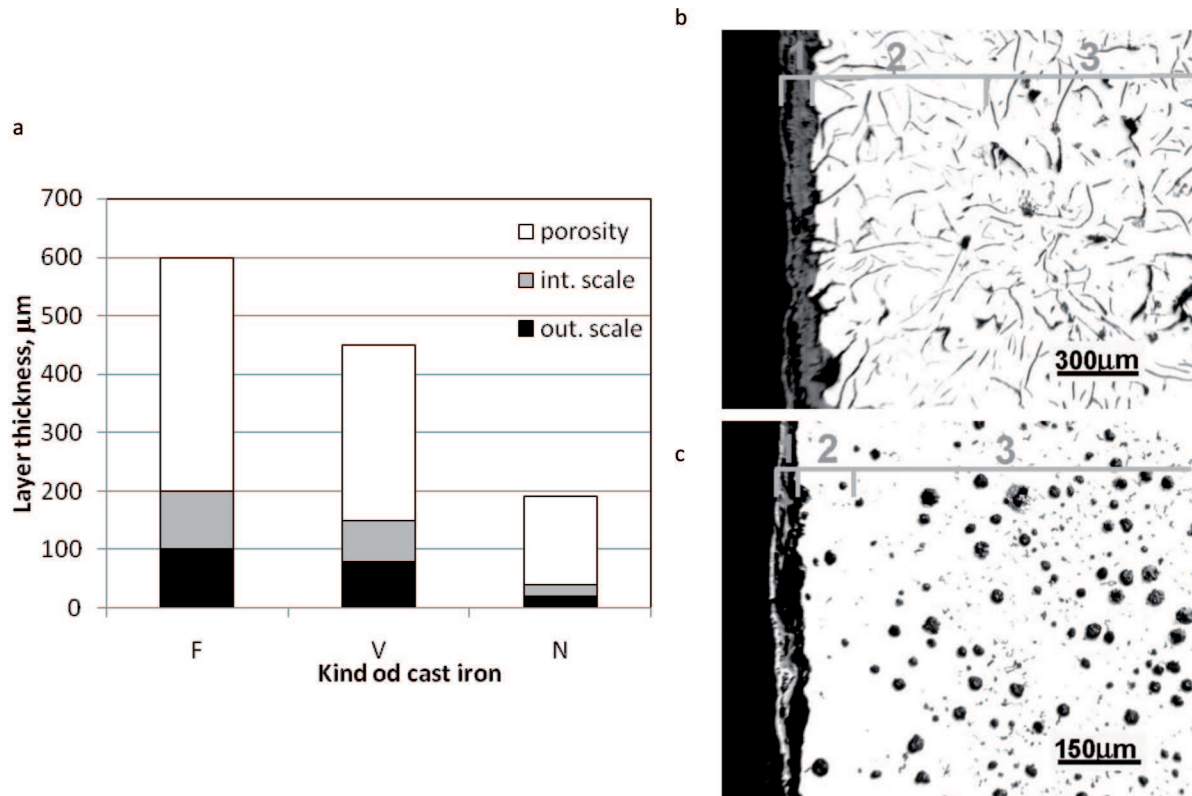 a
700
600
500
400
300
200
100
0
Layer thickness, μm
porosity
int. scale
out. scale
F V N
Kind od cast iron
b
1 2 3
300μm
c
1 2 3
150μm